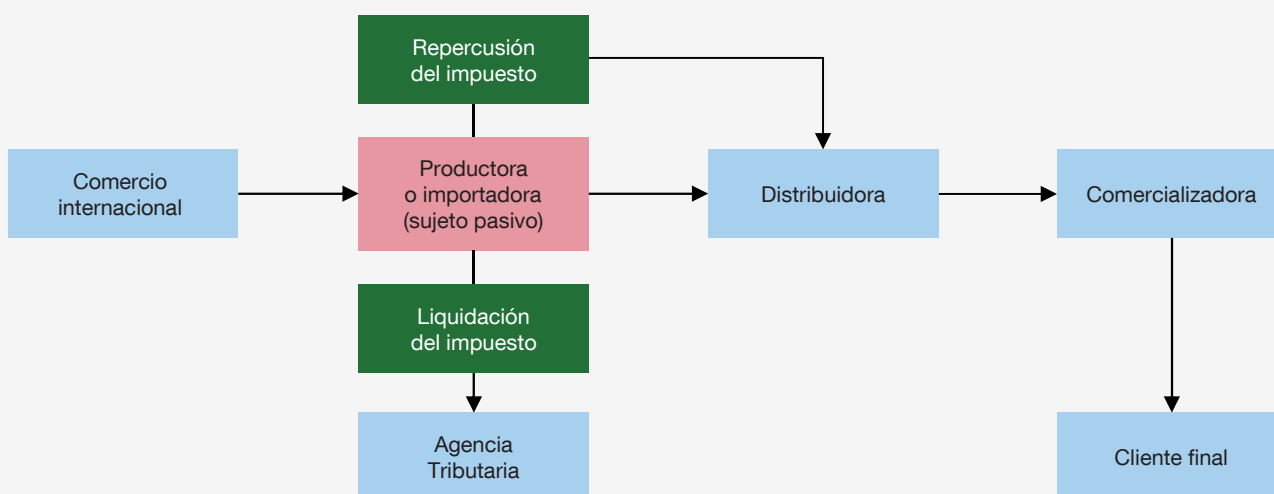 Repercusión
del impuesto
Comercio
internacional
Productora
o importadora
(sujeto pasivo)
Distribuidora
Comercializadora
Liquidación
del impuesto
Agencia
Tributaria
Cliente final